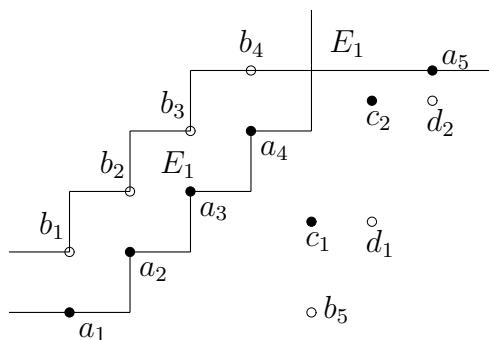 b₄ E₁ a₅
b₃ c₂ d₂
b₂ E₁ a₄
b₁ a₃ c₁ d₁
a₂
a₁ b₅